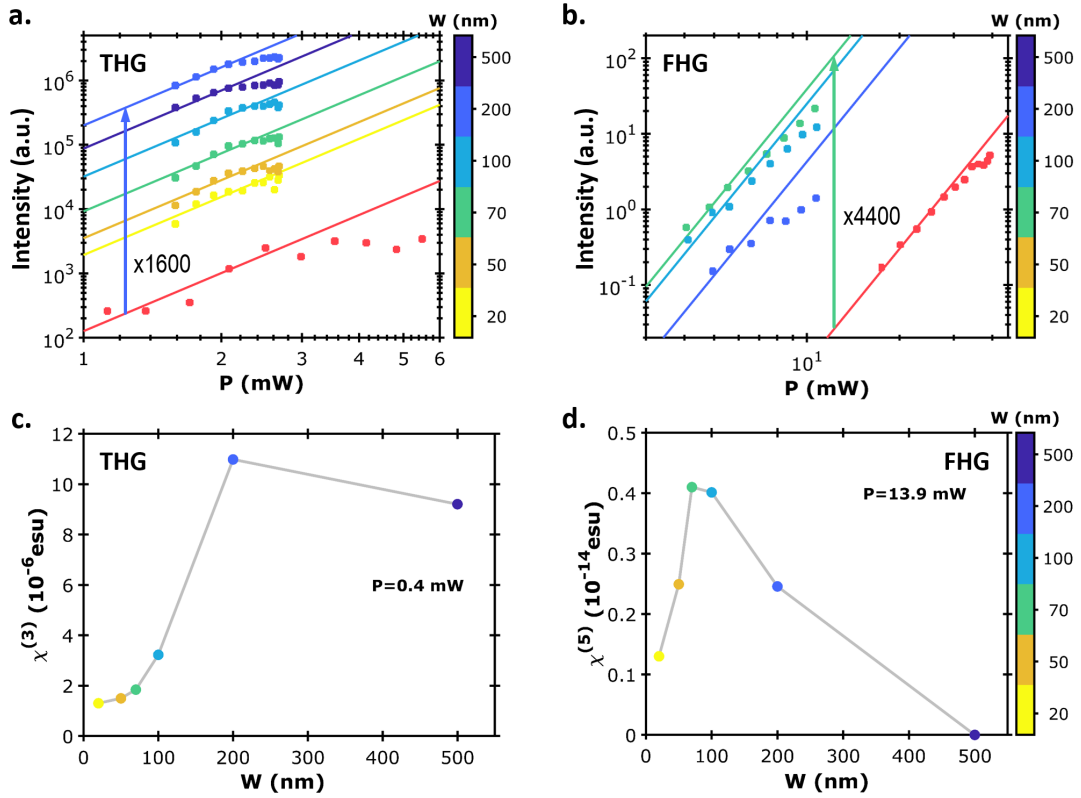 a.
THG
W (nm)
500
200
100
70
50
20
10^6
10^5
10^4
10^3
10^2
Intensity (a.u.)
x1600
1 2 3 4 5 6
P (mW)
b.
FHG
W (nm)
500
200
100
70
50
20
10^2
10^1
10^0
10^-1
Intensity (a.u.)
x4400
10^1
P (mW)
c.
THG
12
10
8
6
4
2
0
χ^(3) (10^-6 esu)
P=0.4 mW
0 100 200 300 400 500
W (nm)
d.
FHG
W (nm)
500
200
100
70
50
20
P=13.9 mW
0.5
0.4
0.3
0.2
0.1
0
χ^(5) (10^-14 esu)
0 100 200 300 400 500
W (nm)